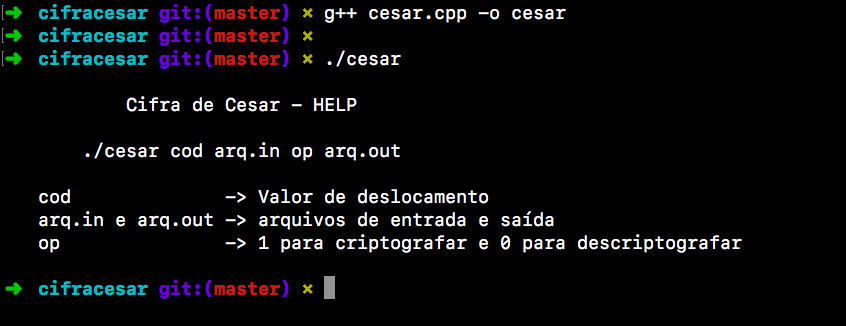 ➜ cifracesar git:(master) × g++ cesar.cpp -o cesar
➜ cifracesar git:(master) ×
➜ cifracesar git:(master) × ./cesar
Cifra de Cesar - HELP
./cesar cod arq.in op arq.out
cod -> Valor de deslocamento
arq.in e arq.out -> arquivos de entrada e saída
op -> 1 para criptografar e 0 para descriptografar
➜ cifracesar git:(master) ×